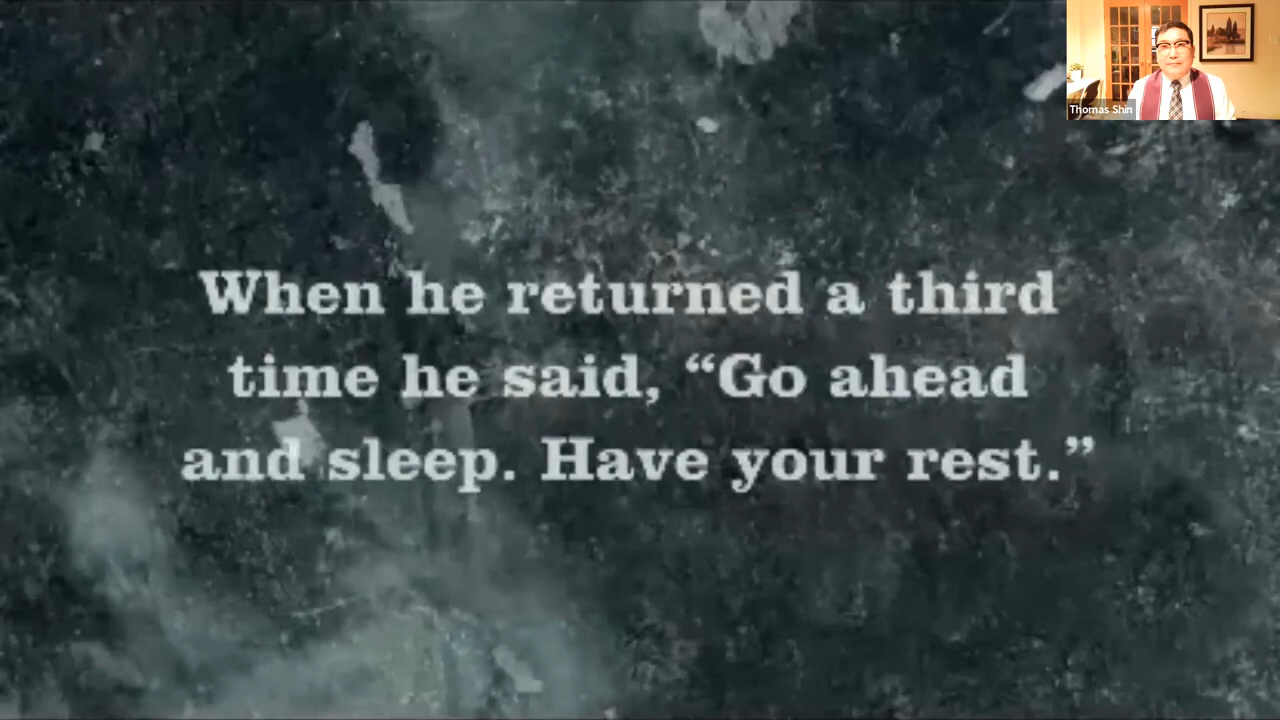 Thomas Shin
When he returned a third
time he said, “Go ahead
and sleep. Have your rest.”